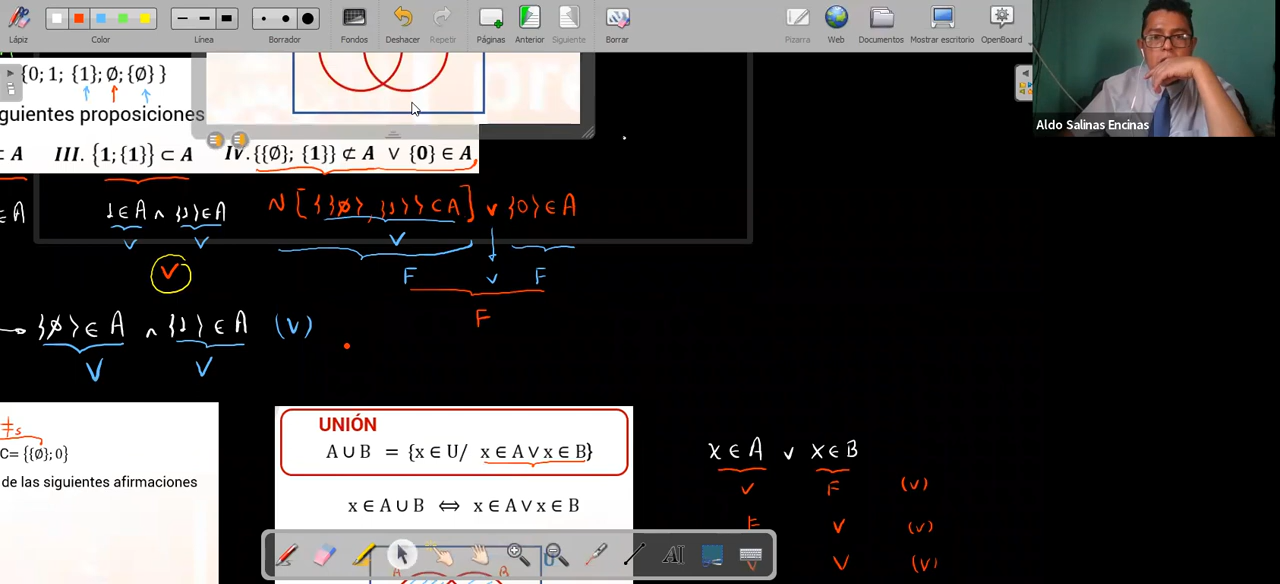 Lápiz Color Línea Borrador Fondos Deshacer Repetir Páginas Anterior Siguiente Borrar Pizarra Web Documentos Mostrar escritorio OpenBoard
Aldo Salinas Encinas
{0; 1; {1}; ∅; {∅} }
guientes proposiciones
⊂ A III. {1; {1}} ⊂ A IV. {{∅}; {1}} ⊄ A ∨ {0} ∈ A
∈ A 1 ∈ A ∧ {1} ∈ A ~ [ {{∅}, {1}} ⊂ A ] ∨ {0} ∈ A
V V V
V F V F
F
{∅} ∈ A ∧ {1} ∈ A (V)
V V
≠s
C= {{∅}; 0}
de las siguientes afirmaciones
UNIÓN
A ∪ B = {x ∈ U/ x ∈ A ∨ x ∈ B}
x ∈ A ∪ B ⟺ x ∈ A ∨ x ∈ B
A B U
x ∈ A ∨ x ∈ B
V F (V)
F V (V)
V V (V)
AI